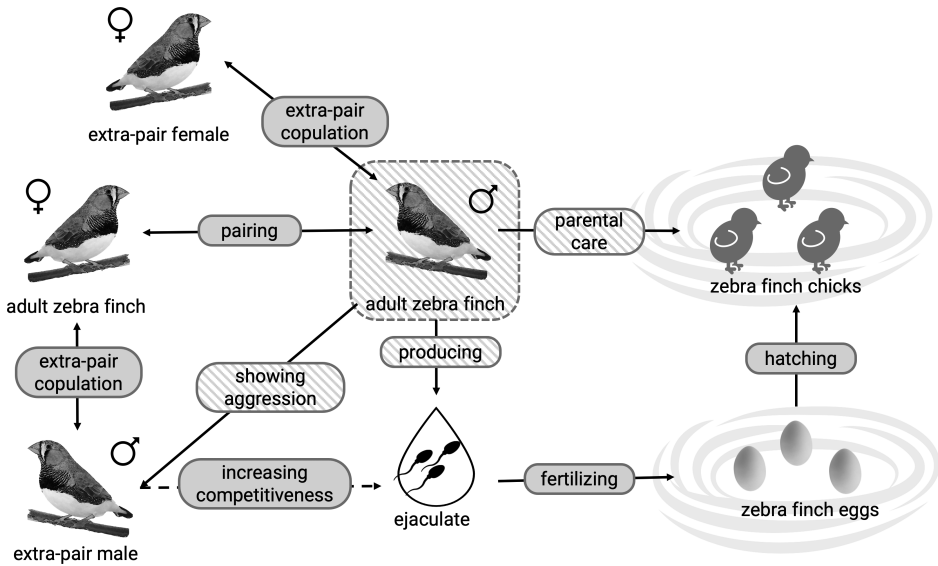 ♀
extra-pair female
extra-pair
copulation
♀
adult zebra finch
pairing
♂
adult zebra finch
parental
care
zebra finch chicks
extra-pair
copulation
showing
aggression
producing
hatching
♂
extra-pair male
increasing
competitiveness
ejaculate
fertilizing
zebra finch eggs